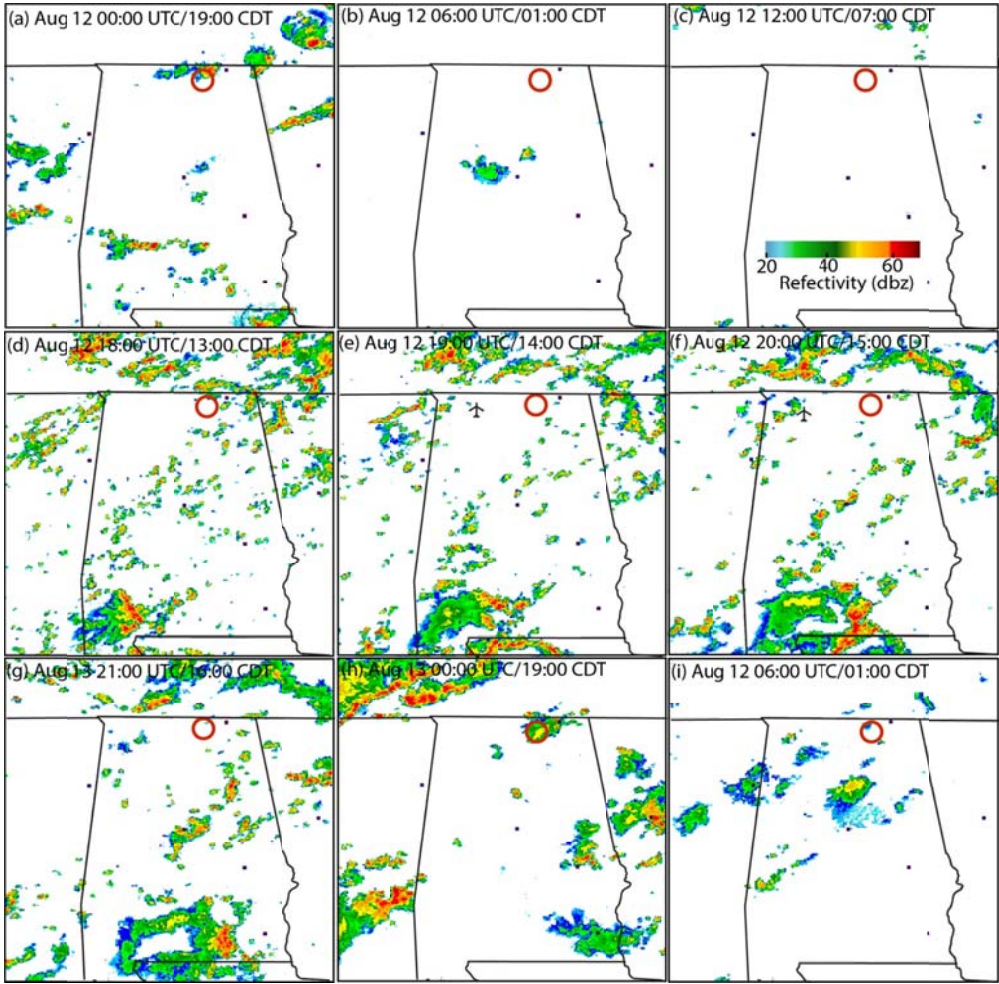 (a) Aug 12 00:00 UTC/19:00 CDT
(b) Aug 12 06:00 UTC/01:00 CDT
(c) Aug 12 12:00 UTC/07:00 CDT
20 40 60
Refectivity (dbz)
(d) Aug 12 18:00 UTC/13:00 CDT
(e) Aug 12 19:00 UTC/14:00 CDT
(f) Aug 12 20:00 UTC/15:00 CDT
(g) Aug 13 21:00 UTC/16:00 CDT
(h) Aug 13 00:00 UTC/19:00 CDT
(i) Aug 12 06:00 UTC/01:00 CDT